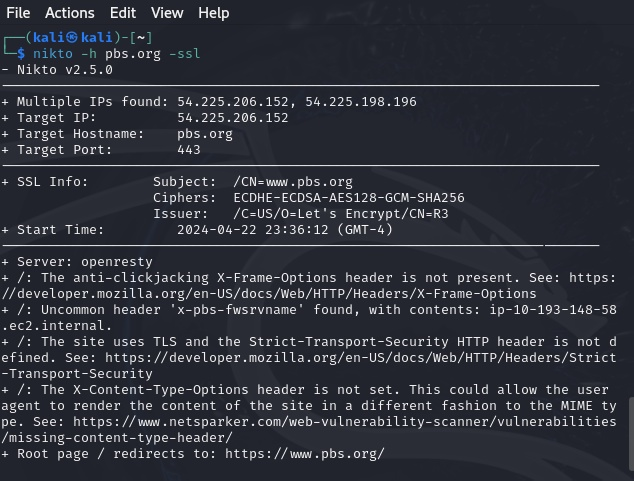 File Actions Edit View Help
┌──(kali㉿kali)-[~]
└─$ nikto -h pbs.org -ssl
- Nikto v2.5.0
---------------------------------------------------------------------------
+ Multiple IPs found: 54.225.206.152, 54.225.198.196
+ Target IP:          54.225.206.152
+ Target Hostname:    pbs.org
+ Target Port:        443
---------------------------------------------------------------------------
+ SSL Info:        Subject:  /CN=www.pbs.org
                   Ciphers:  ECDHE-ECDSA-AES128-GCM-SHA256
                   Issuer:   /C=US/O=Let's Encrypt/CN=R3
+ Start Time:         2024-04-22 23:36:12 (GMT-4)
---------------------------------------------------------------------------
+ Server: openresty
+ /: The anti-clickjacking X-Frame-Options header is not present. See: https:
//developer.mozilla.org/en-US/docs/Web/HTTP/Headers/X-Frame-Options
+ /: Uncommon header 'x-pbs-fwsrvname' found, with contents: ip-10-193-148-58
.ec2.internal.
+ /: The site uses TLS and the Strict-Transport-Security HTTP header is not d
efined. See: https://developer.mozilla.org/en-US/docs/Web/HTTP/Headers/Strict
-Transport-Security
+ /: The X-Content-Type-Options header is not set. This could allow the user
agent to render the content of the site in a different fashion to the MIME ty
pe. See: https://www.netsparker.com/web-vulnerability-scanner/vulnerabilities
/missing-content-type-header/
+ Root page / redirects to: https://www.pbs.org/